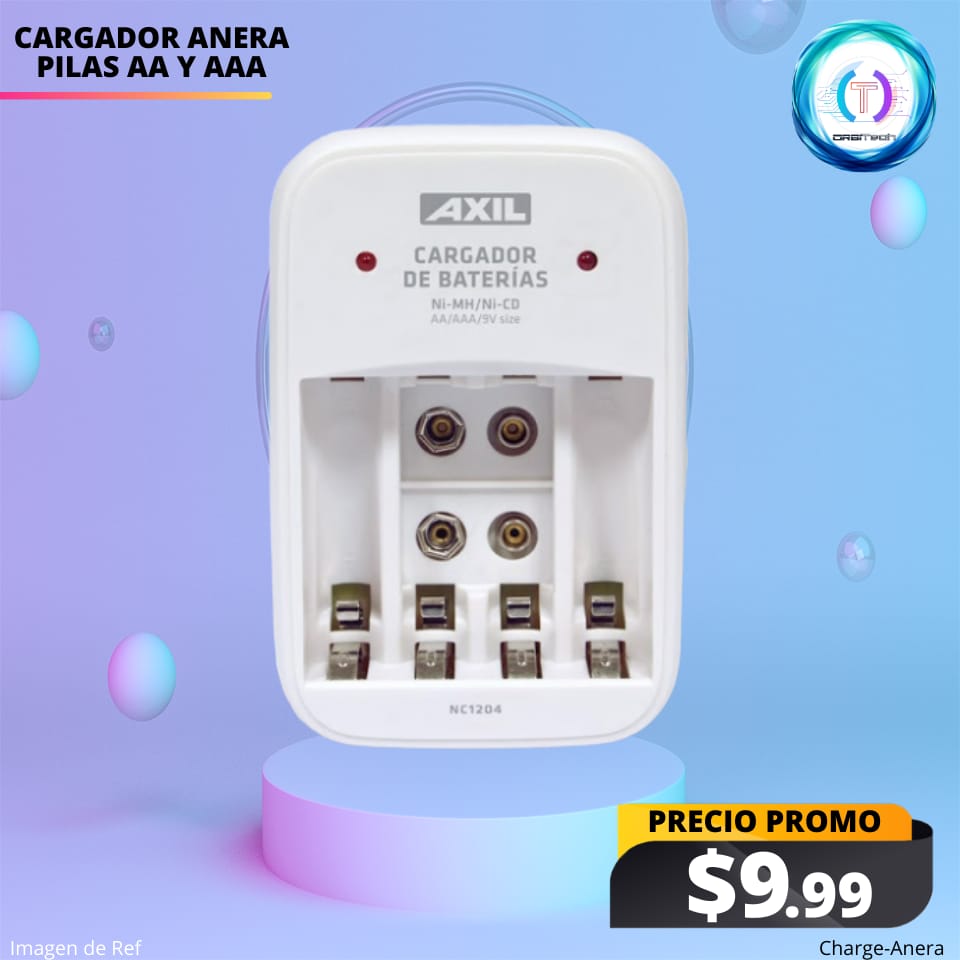 CARGADOR ANERA
PILAS AA Y AAA
T
ORBITech
AXIL
CARGADOR
DE BATERÍAS
Ni-MH/Ni-CD
AA/AAA/9V size
NC1204
PRECIO PROMO
$9.99
Imagen de Ref
Charge-Anera